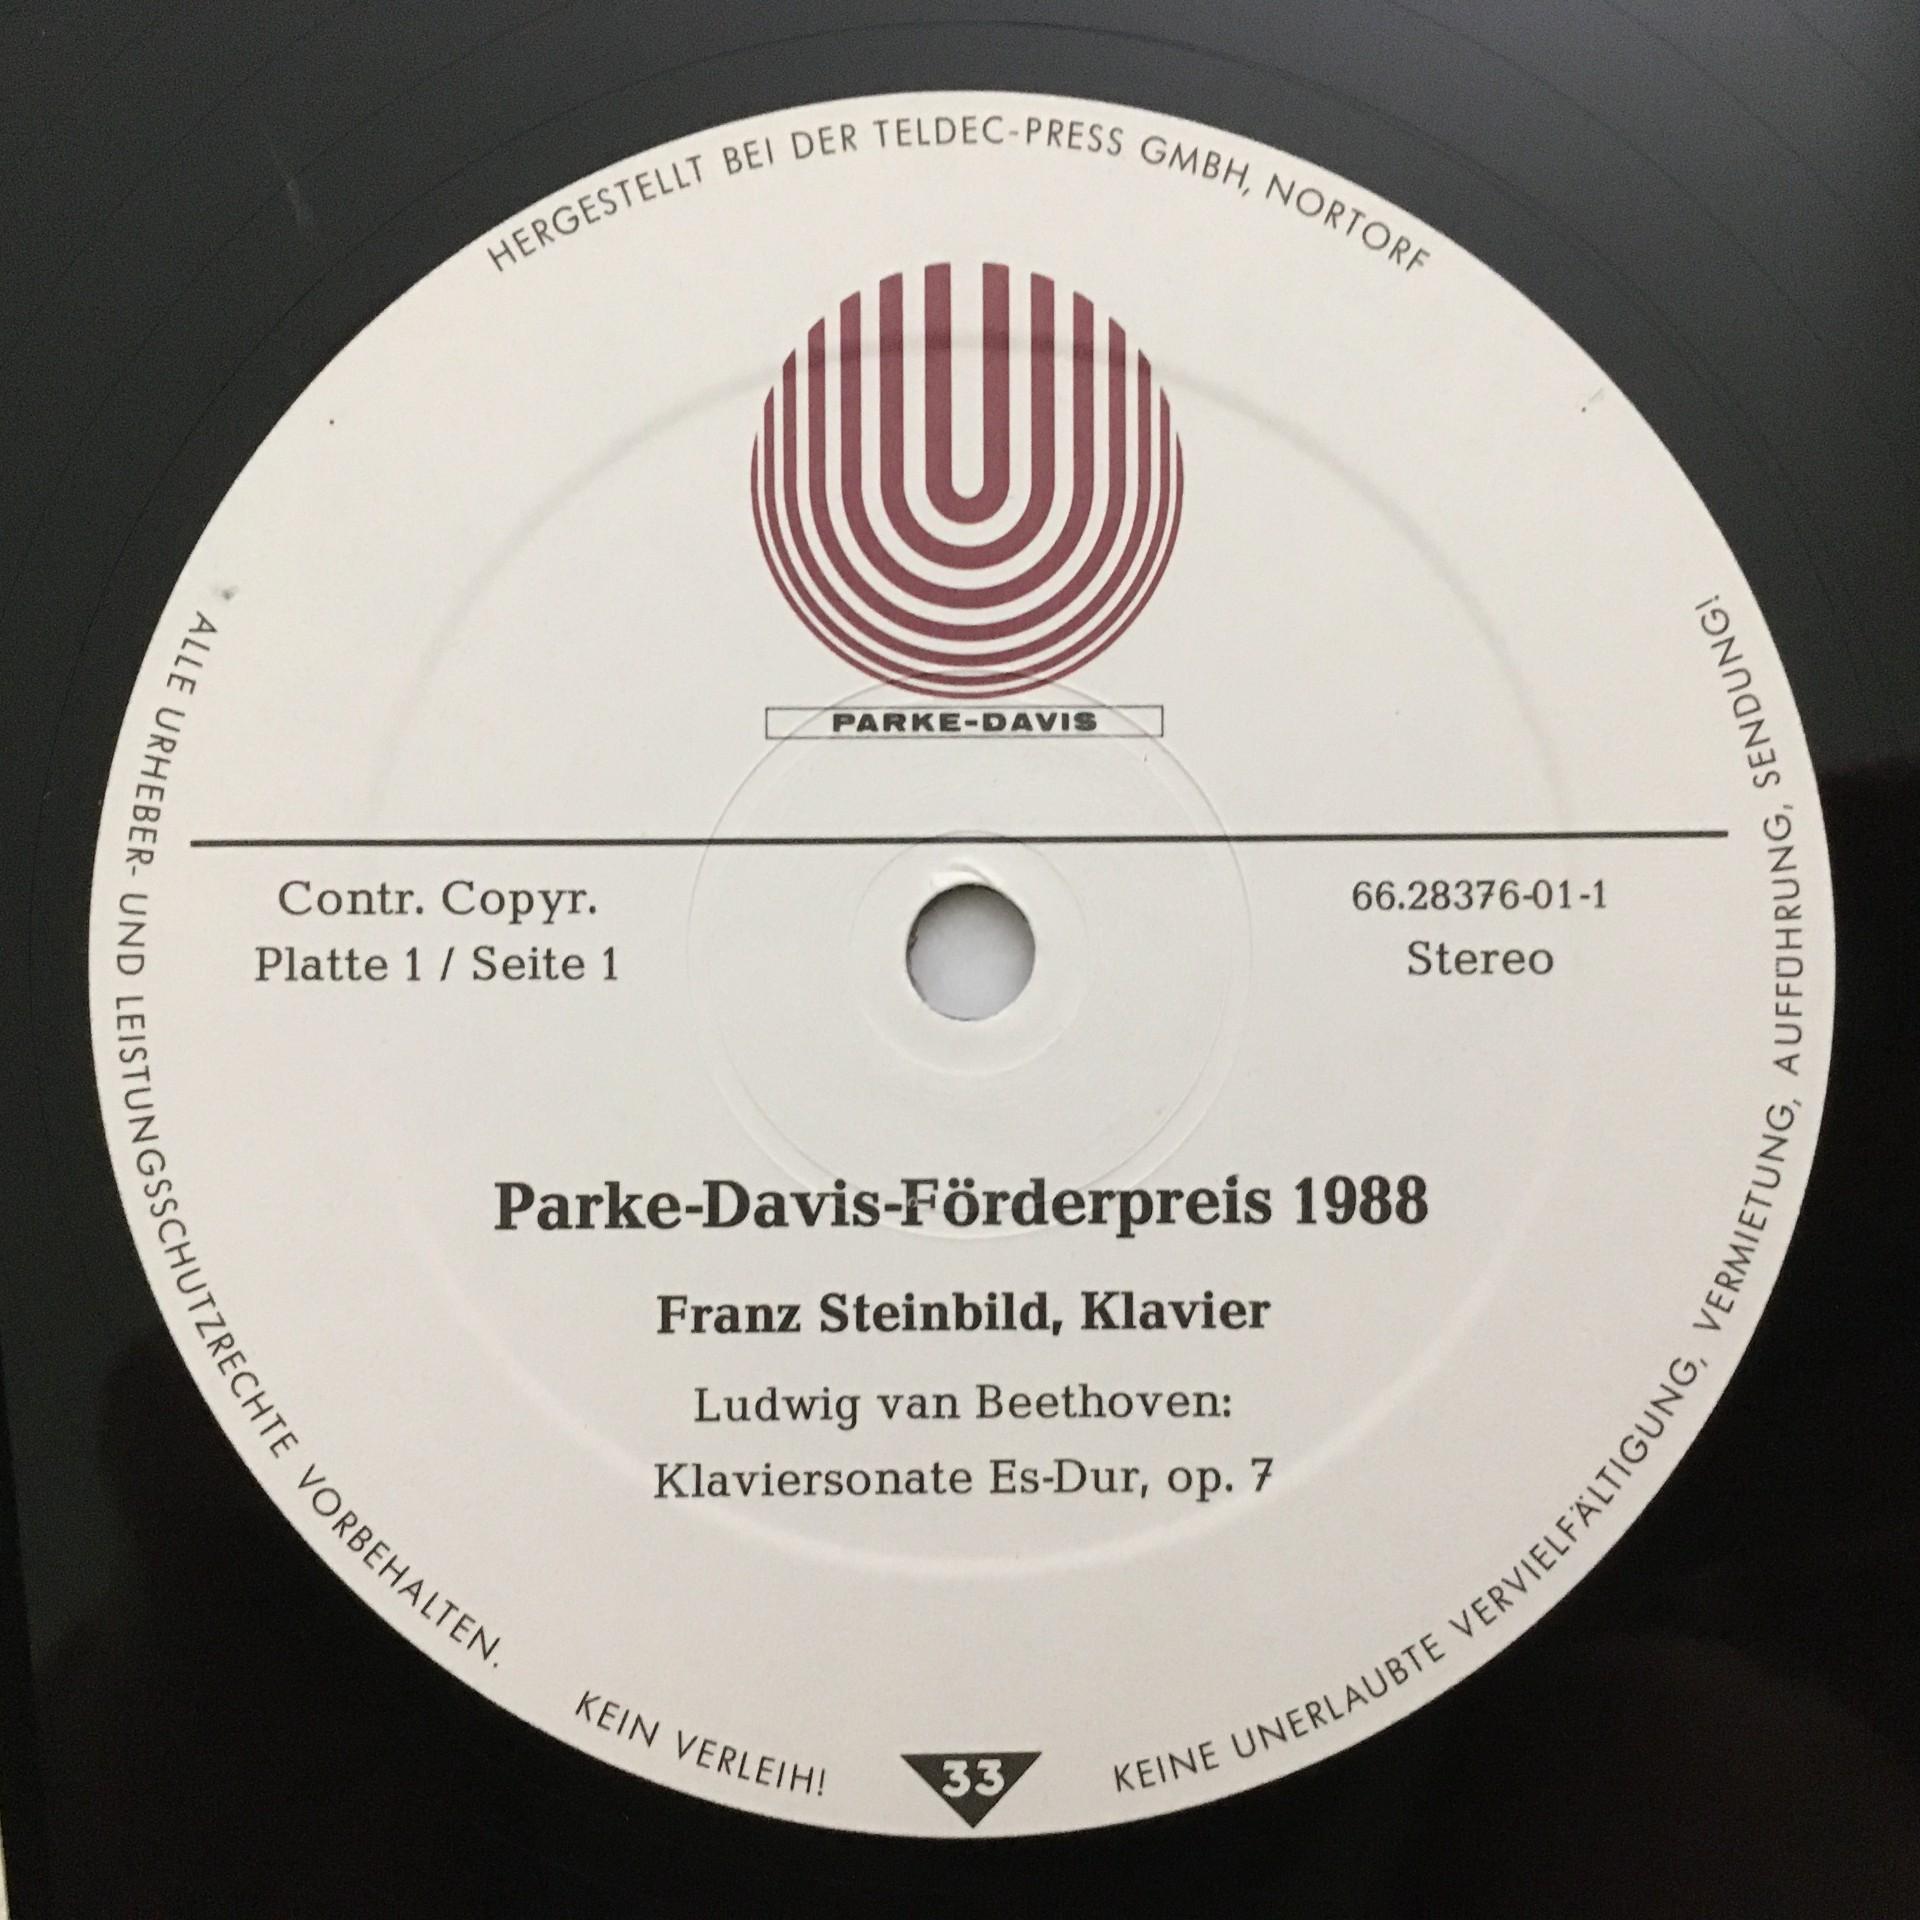 HERGESTELLT BEI DER TELDEC-PRESS GMBH, NORTORF
PARKE-DAVIS
Contr. Copyr.
Platte 1 / Seite 1
66.28376-01-1
Stereo
Parke-Davis-Förderpreis 1988
Franz Steinbild, Klavier
Ludwig van Beethoven:
Klaviersonate Es-Dur, op. 7
ALLE URHEBER- UND LEISTUNGSSCHUTZRECHTE VORBEHALTEN.
KEIN VERLEIH!
33
KEINE UNERLAUBTE VERVIELFÄLTIGUNG, VERMIETUNG, AUFFÜHRUNG, SENDUNG!